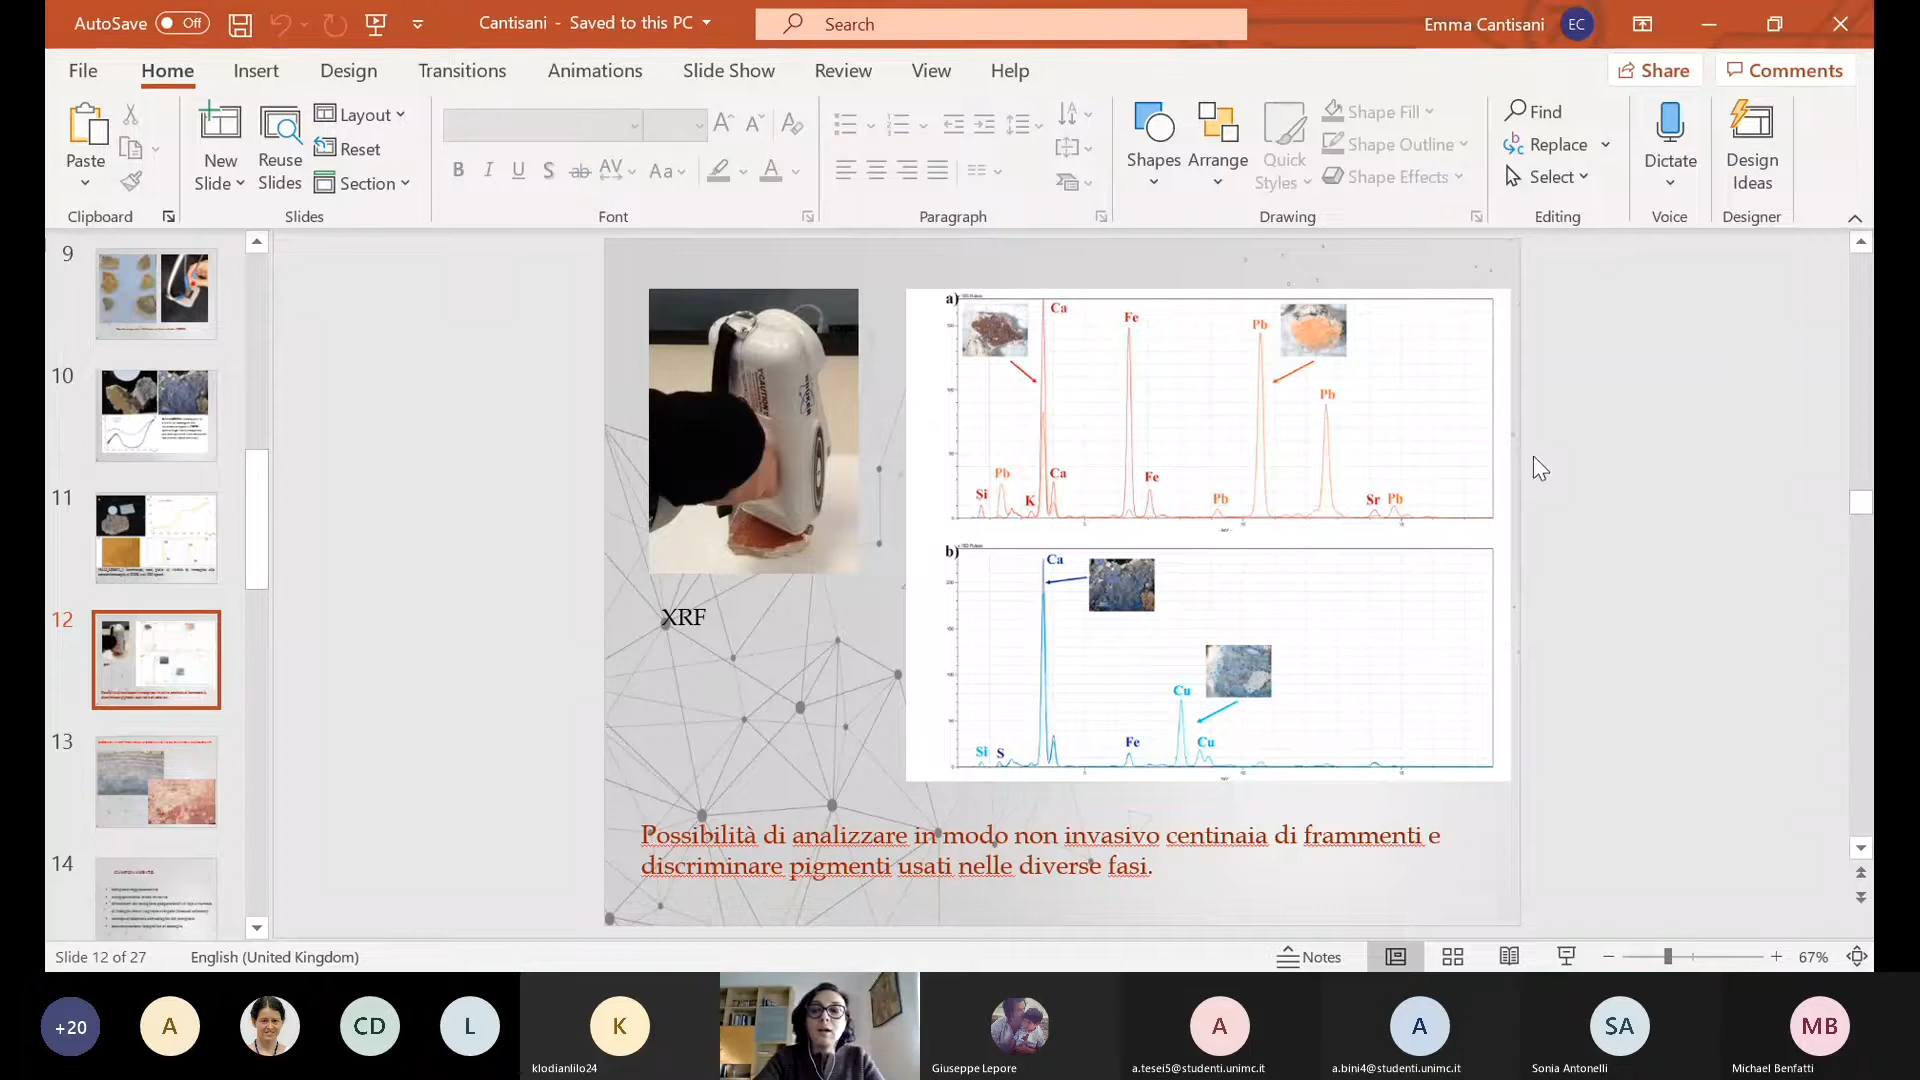 AutoSave Off
Cantisani - Saved to this PC
Search
Emma Cantisani EC
File Home Insert Design Transitions Animations Slide Show Review View Help
Share
Comments
Paste
New
Slide
Reuse
Slides
Layout
Reset
Section
B I U S ab AV Aa A
Shapes
Arrange
Quick
Styles
Shape Fill
Shape Outline
Shape Effects
Find
Replace
Select
Dictate
Design
Ideas
Clipboard
Slides
Font
Paragraph
Drawing
Editing
Voice
Designer
9
10
11
12
13
14
XRF
a)
Ca
Fe
Pb
Pb
Pb
Ca
Fe
Si
K
Pb
Sr Pb
b)
Ca
Cu
Si S
Fe
Cu
Possibilità di analizzare in modo non invasivo centinaia di frammenti e
discriminare pigmenti usati nelle diverse fasi.
Slide 12 of 27
English (United Kingdom)
Notes
67%
+20
A
CD
L
K
A
A
SA
MB
klodianlilo24
Giuseppe Lepore
a.tesei5@studenti.unimc.it
a.bini4@studenti.unimc.it
Sonia Antonelli
Michael Benfatti